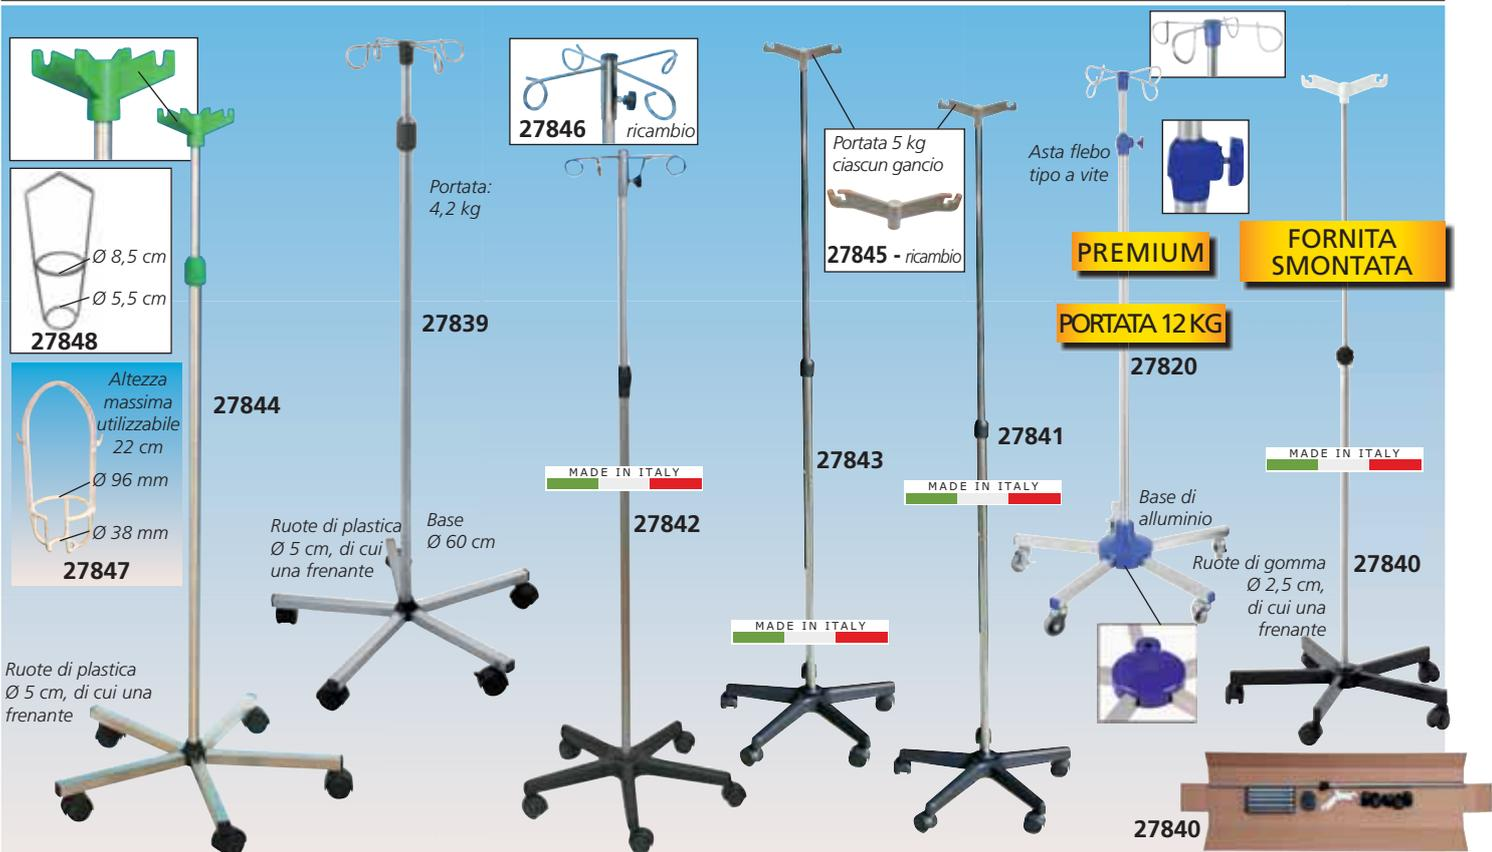 Ø 8,5 cm
Ø 5,5 cm
27848
Altezza
massima
utilizzabile
22 cm
Ø 96 mm
Ø 38 mm
27847
27844
Ruote di plastica
Ø 5 cm, di cui una
frenante
Portata:
4,2 kg
27839
Ruote di plastica
Ø 5 cm, di cui
una frenante
Base
Ø 60 cm
27846 ricambio
MADE IN ITALY
27842
Portata 5 kg
ciascun gancio
27845 - ricambio
27843
MADE IN ITALY
27841
MADE IN ITALY
Asta flebo
tipo a vite
PREMIUM
PORTATA 12 KG
27820
Base di
alluminio
FORNITA
SMONTATA
MADE IN ITALY
27840
Ruote di gomma
Ø 2,5 cm,
di cui una
frenante
27840